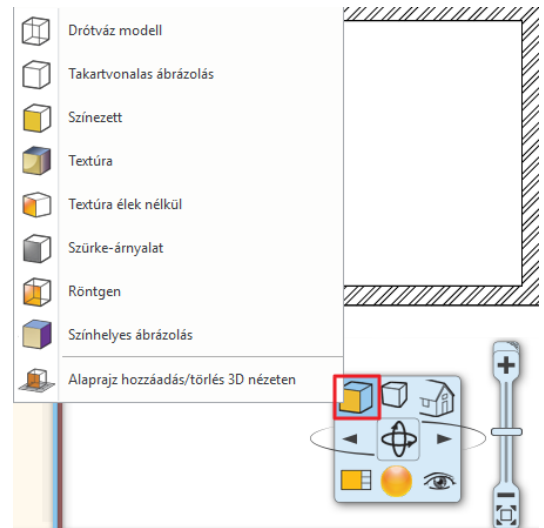 Drótváz modell
Takartvonalas ábrázolás
Színezett
Textúra
Textúra élek nélkül
Szürke-árnyalat
Röntgen
Színhelyes ábrázolás
Alaprajz hozzáadás/törlés 3D nézeten